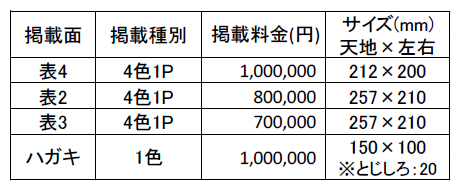 掲載面 掲載種別 掲載料金(円) サイズ(mm)
天地×左右
表4 4色1P 1,000,000 212×200
表2 4色1P 800,000 257×210
表3 4色1P 700,000 257×210
ハガキ 1色 1,000,000 150×100
※とじしろ:20